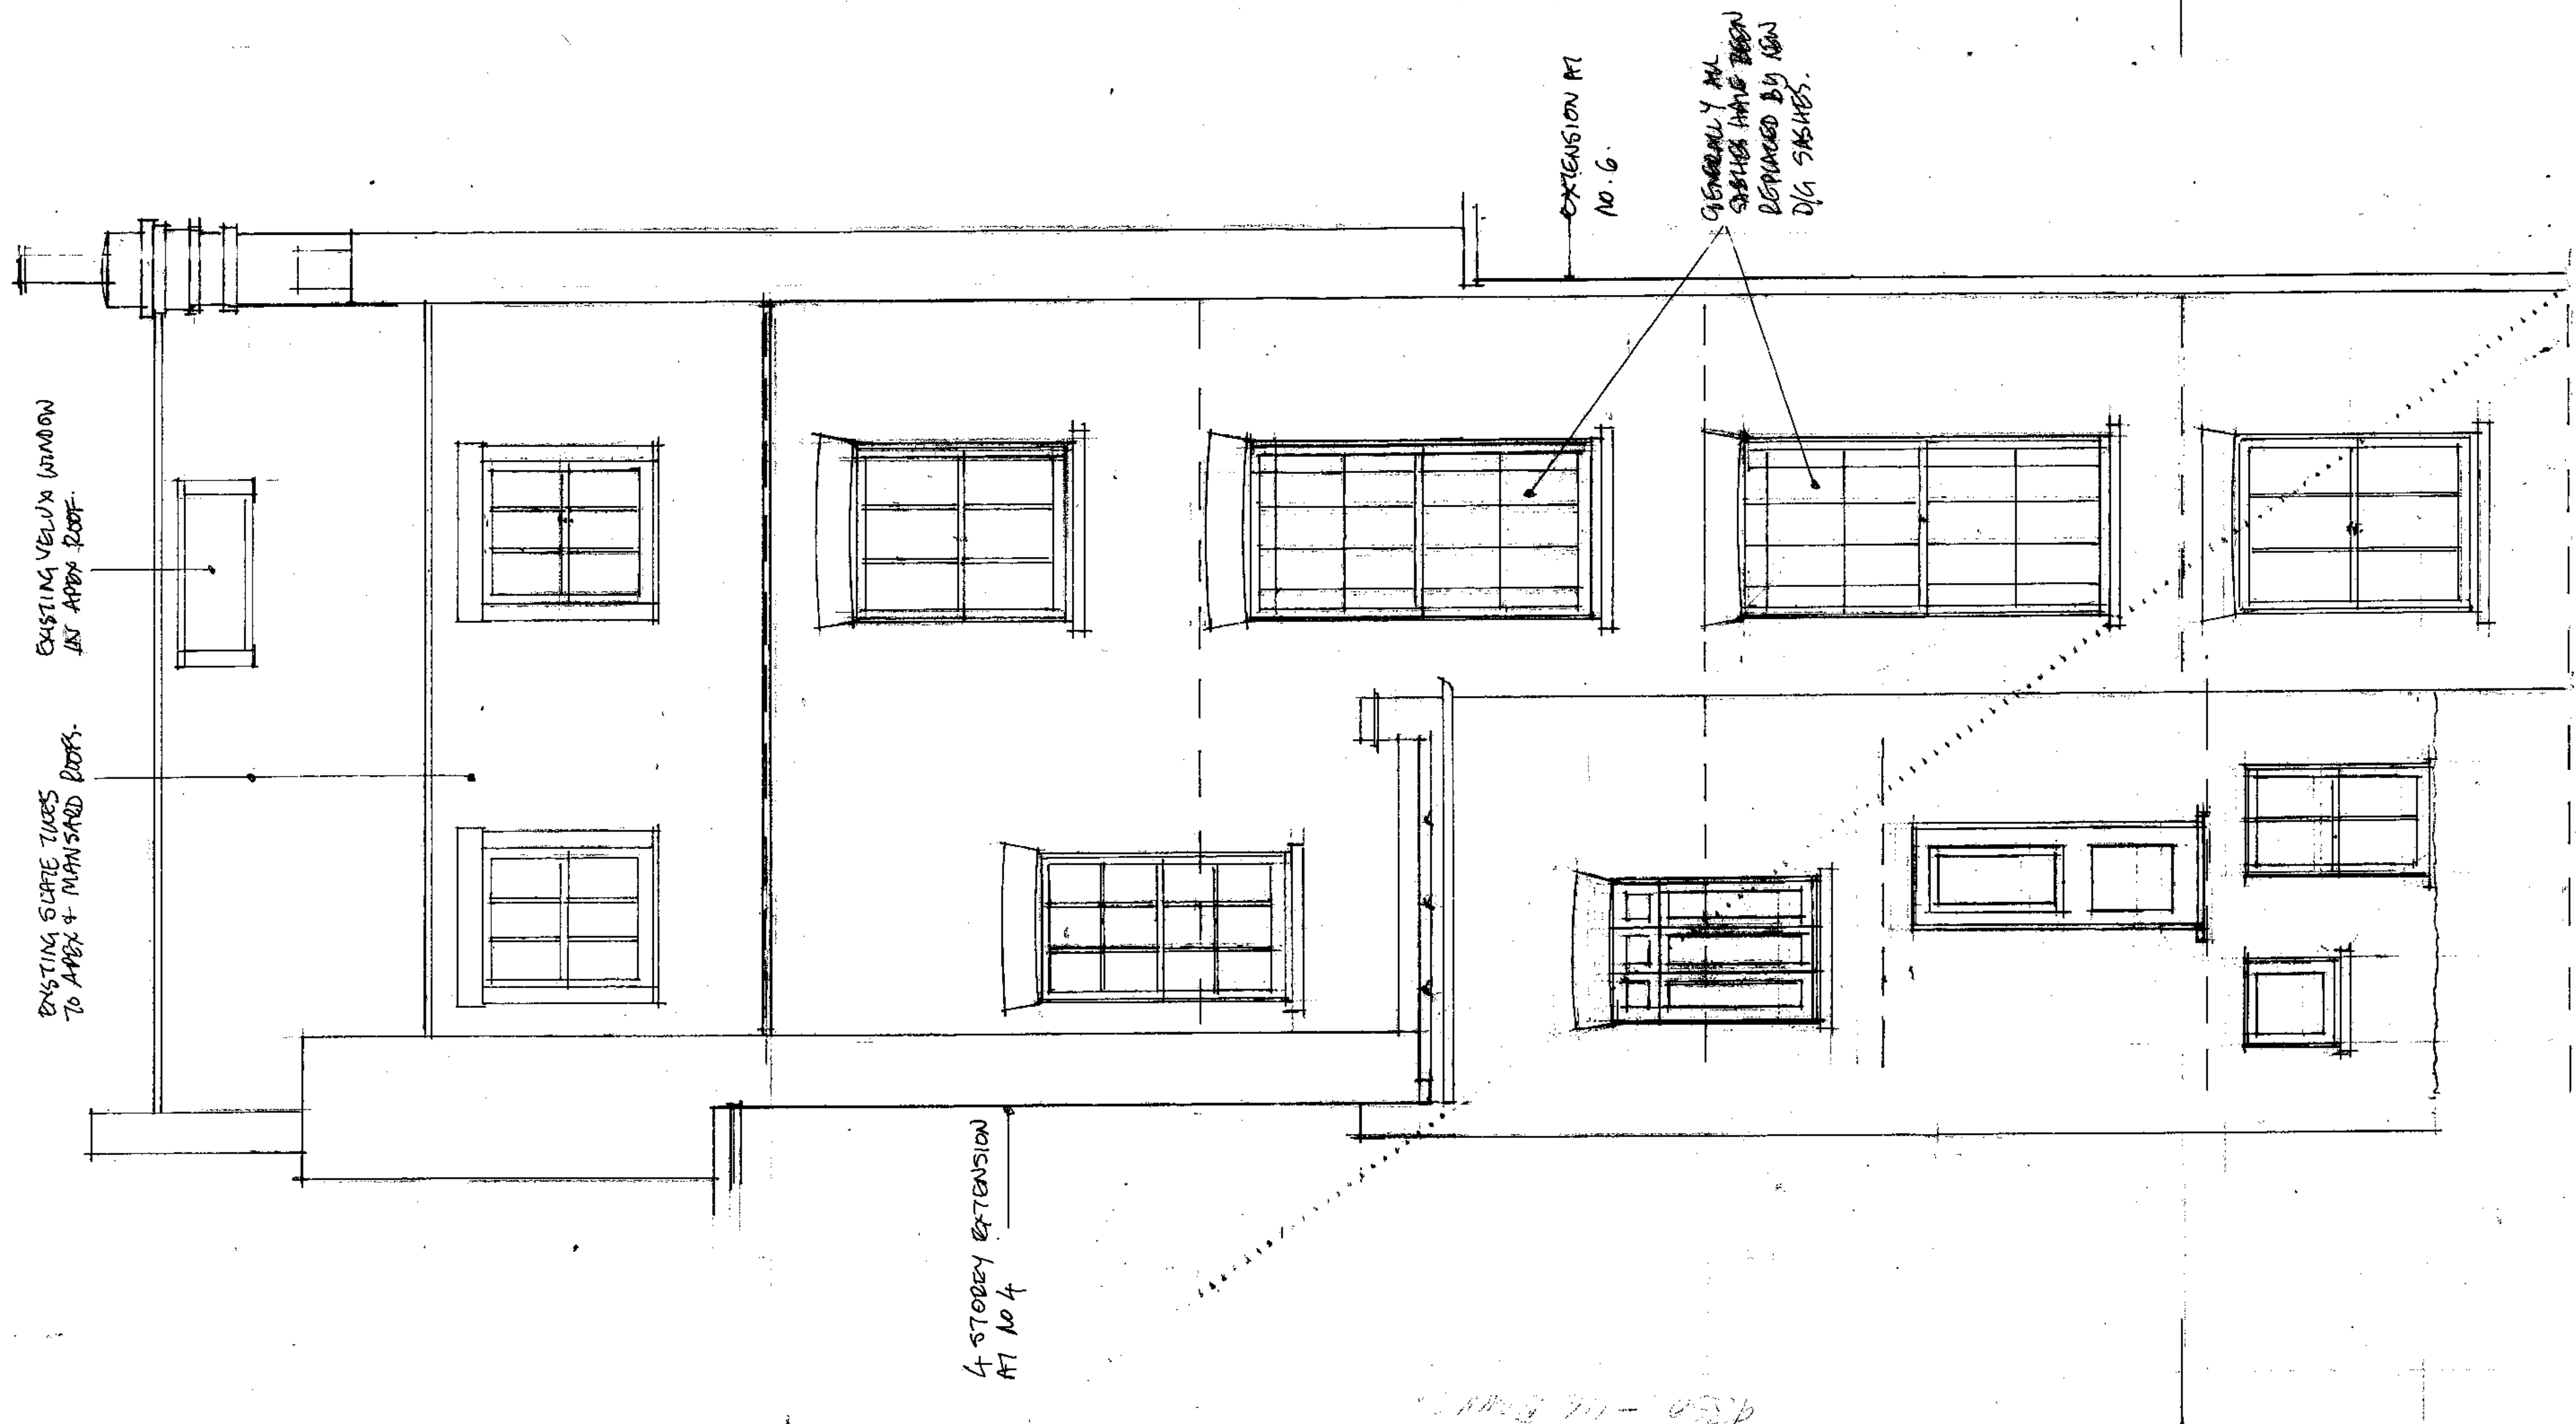 EXISTING SLATE TILES
TO APEX & MANSARD ROOFS.
EXISTING VELUX WINDOW
IN APEX ROOF.
4 STOREY EXTENSION
AT NO 4
EXTENSION AT
NO. 6.
GENERALLY ALL
SASHES HAVE BEEN
REPLACED BY NEW
D/G SASHES.